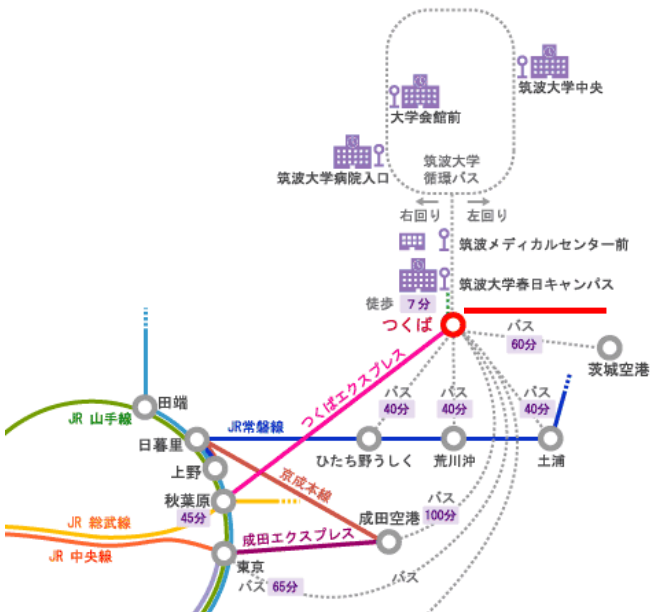 筑波大学中央
大学会館前
筑波大学病院入口
筑波大学
循環バス
右回り
左回り
筑波メディカルセンター前
筑波大学春日キャンパス
徒歩 7分
つくば
バス
60分
茨城空港
つくばエクスプレス
田端
JR 山手線
日暮里
JR常磐線
バス
40分
バス
40分
バス
40分
ひたち野うしく
荒川沖
土浦
上野
京成本線
秋葉原
45分
バス
100分
成田空港
JR 総武線
成田エクスプレス
JR 中央線
東京
バス 65分
バス